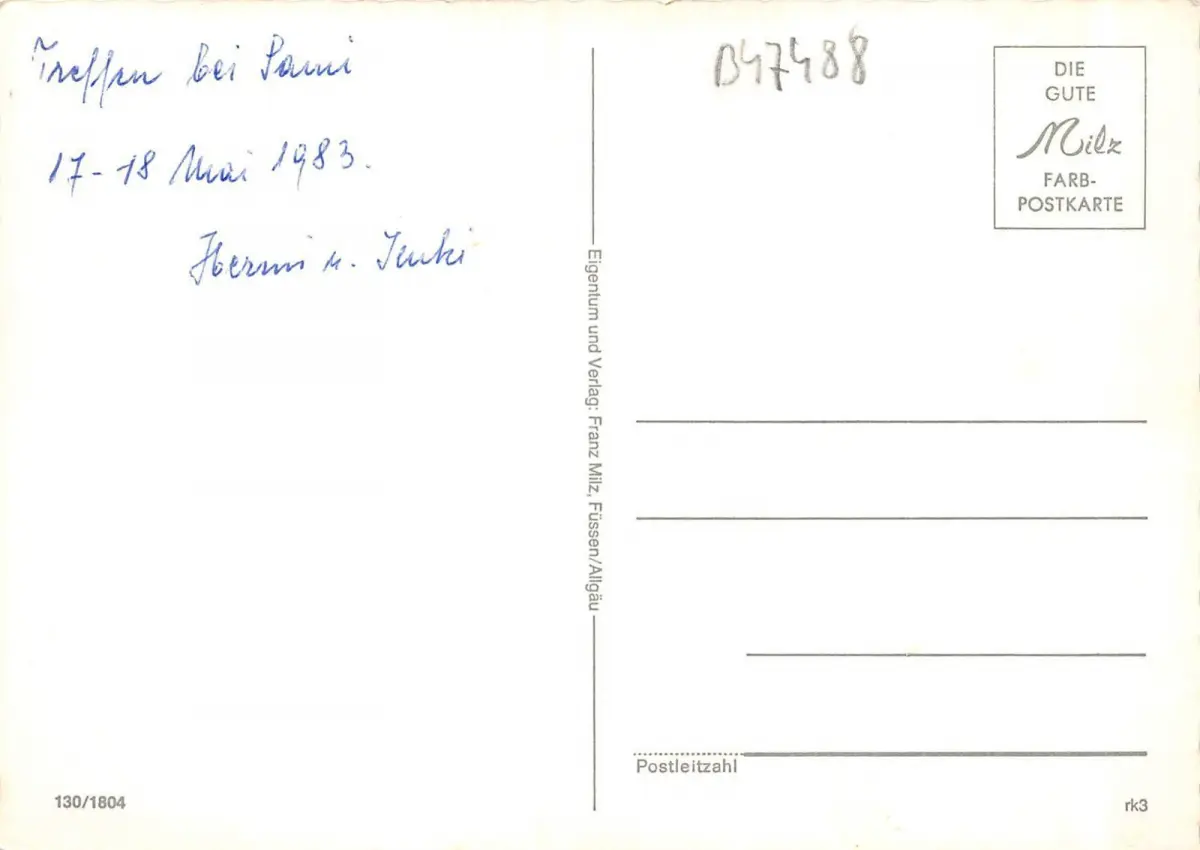 Treffen bei Sami
17-18 Mai 1983.
Hermi u.
B47488
DIE
GUTE
Milz
FARB-
POSTKARTE
Eigentum und Verlag: Franz Milz, Füssen/Allgäu
Postleitzahl
130/1804
rk3